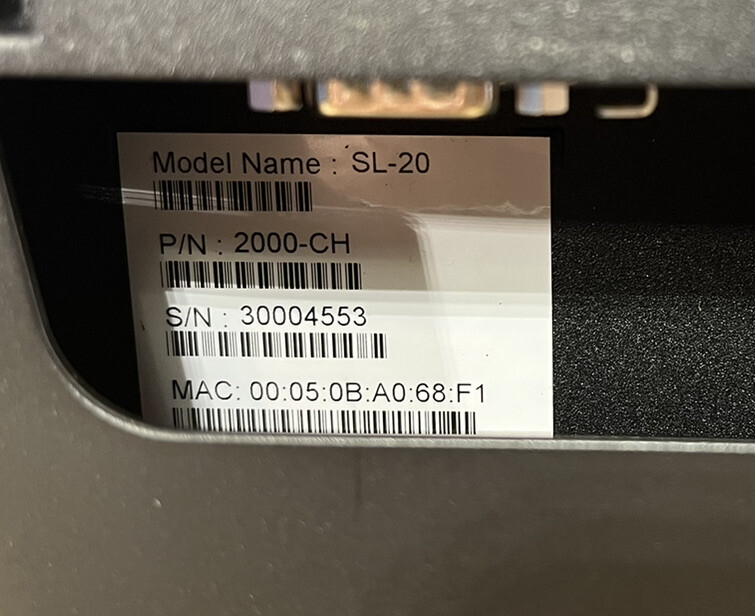 Model Name : SL-20
P/N : 2000-CH
S/N : 30004553
MAC: 00:05:0B:A0:68:F1